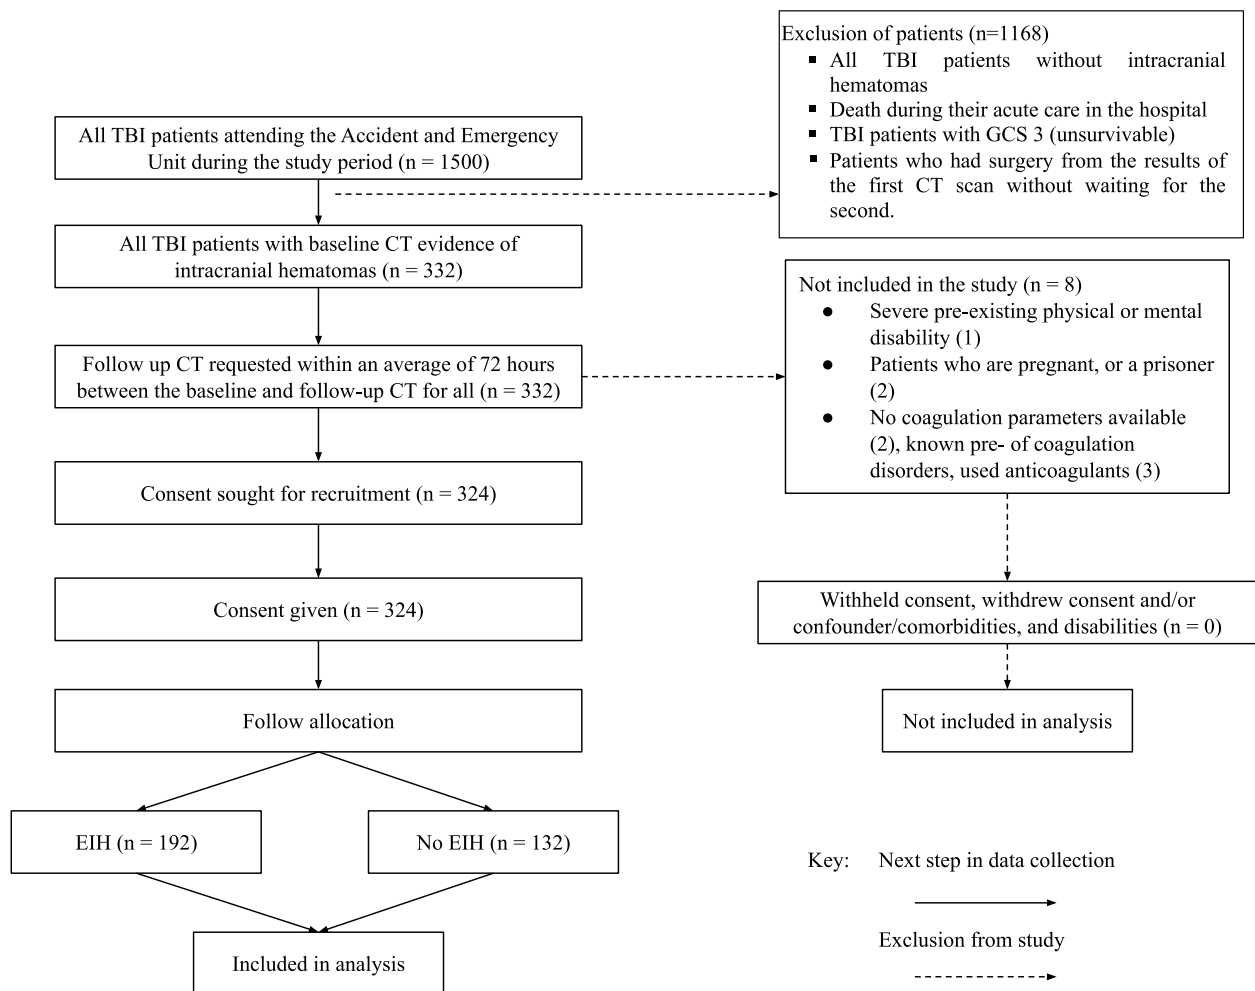 All TBI patients attending the Accident and Emergency
Unit during the study period (n = 1500)
Exclusion of patients (n=1168)
▪ All TBI patients without intracranial
hematomas
▪ Death during their acute care in the hospital
▪ TBI patients with GCS 3 (unsurvivable)
▪ Patients who had surgery from the results of
the first CT scan without waiting for the
second.
All TBI patients with baseline CT evidence of
intracranial hematomas (n = 332)
Follow up CT requested within an average of 72 hours
between the baseline and follow-up CT for all (n = 332)
Not included in the study (n = 8)
● Severe pre-existing physical or mental
disability (1)
● Patients who are pregnant, or a prisoner
(2)
● No coagulation parameters available
(2), known pre- of coagulation
disorders, used anticoagulants (3)
Consent sought for recruitment (n = 324)
Consent given (n = 324)
Withheld consent, withdrew consent and/or
confounder/comorbidities, and disabilities (n = 0)
Follow allocation
Not included in analysis
EIH (n = 192)
No EIH (n = 132)
Included in analysis
Key: Next step in data collection
Exclusion from study